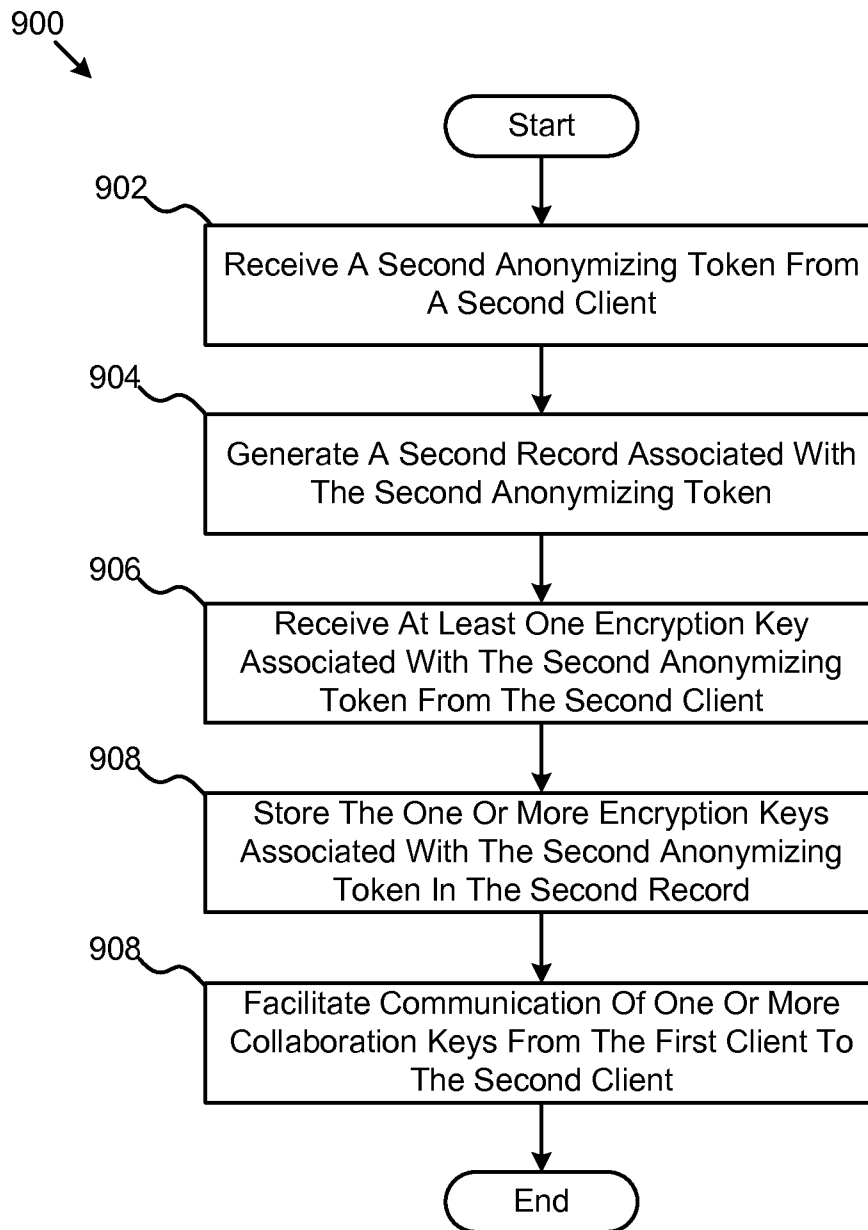 900
Start
902
Receive A Second Anonymizing Token From
A Second Client
904
Generate A Second Record Associated With
The Second Anonymizing Token
906
Receive At Least One Encryption Key
Associated With The Second Anonymizing
Token From The Second Client
908
Store The One Or More Encryption Keys
Associated With The Second Anonymizing
Token In The Second Record
908
Facilitate Communication Of One Or More
Collaboration Keys From The First Client To
The Second Client
End